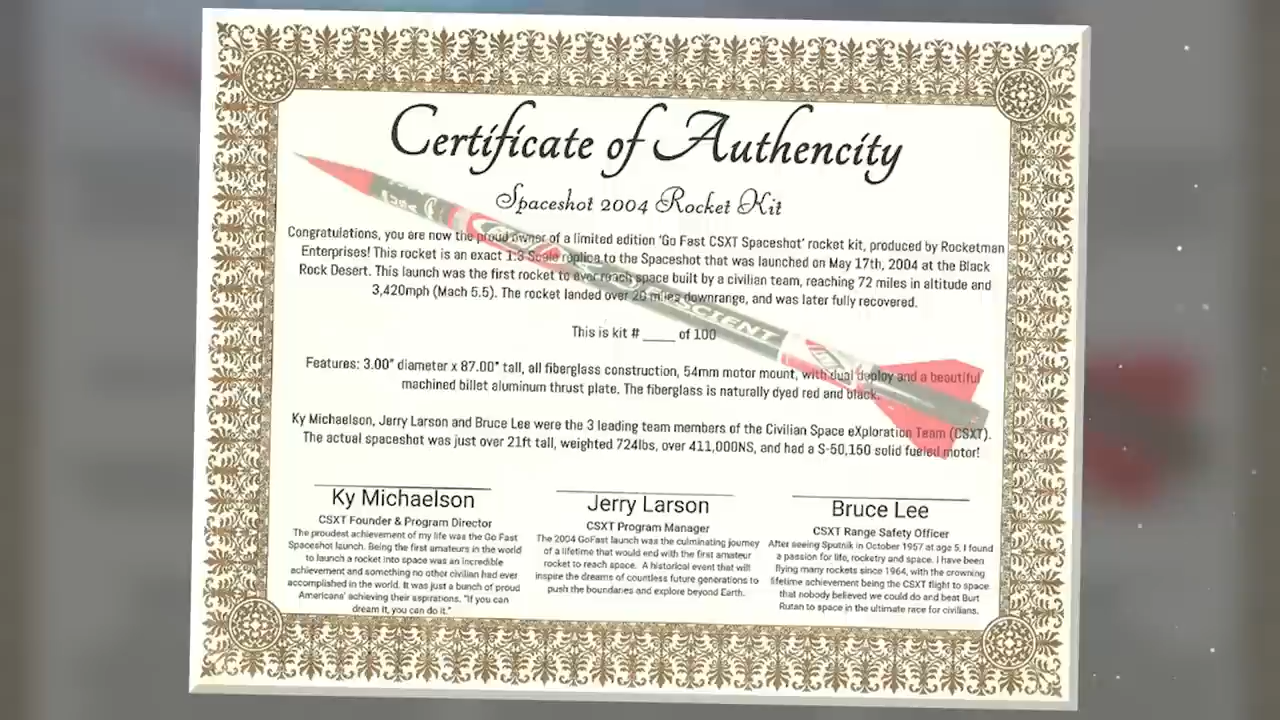 Certificate of Authencity
Spaceshot 2004 Rocket Kit
Congratulations, you are now the proud owner of a limited edition 'Go Fast CSXT Spaceshot' rocket kit, produced by Rocketman
Enterprises! This rocket is an exact 1:3 Scale replica to the Spaceshot that was launched on May 17th, 2004 at the Black
Rock Desert. This launch was the first rocket to ever reach space built by a civilian team, reaching 72 miles in altitude and
3,420mph (Mach 5.5). The rocket landed over 20 miles downrange, and was later fully recovered.
This is kit # ____ of 100
Features: 3.00" diameter x 87.00" tall, all fiberglass construction, 54mm motor mount, with dual deploy and a beautiful
machined billet aluminum thrust plate. The fiberglass is naturally dyed red and black.
Ky Michaelson, Jerry Larson and Bruce Lee were the 3 leading team members of the Civilian Space eXploration Team (CSXT).
The actual spaceshot was just over 21ft tall, weighted 724lbs, over 411,000NS, and had a S-50,150 solid fueled motor!
Ky Michaelson
CSXT Founder & Program Director
The proudest achievement of my life was the Go Fast
Spaceshot launch. Being the first amateurs in the world
to launch a rocket into space was an incredible
achievement and something no other civilian had ever
accomplished in the world. It was just a bunch of proud
Americans' achieving their aspirations. "If you can
dream it, you can do it."
Jerry Larson
CSXT Program Manager
The 2004 GoFast launch was the culminating journey
of a lifetime that would end with the first amateur
rocket to reach space. A historical event that will
inspire the dreams of countless future generations to
push the boundaries and explore beyond Earth.
Bruce Lee
CSXT Range Safety Officer
After seeing Sputnik in October 1957 at age 5, I found
a passion for life, rocketry and space. I have been
flying many rockets since 1964, with the crowning
lifetime achievement being the CSXT flight to space
that nobody believed we could do and beat Burt
Rutan to space in the ultimate race for civilians.
USA